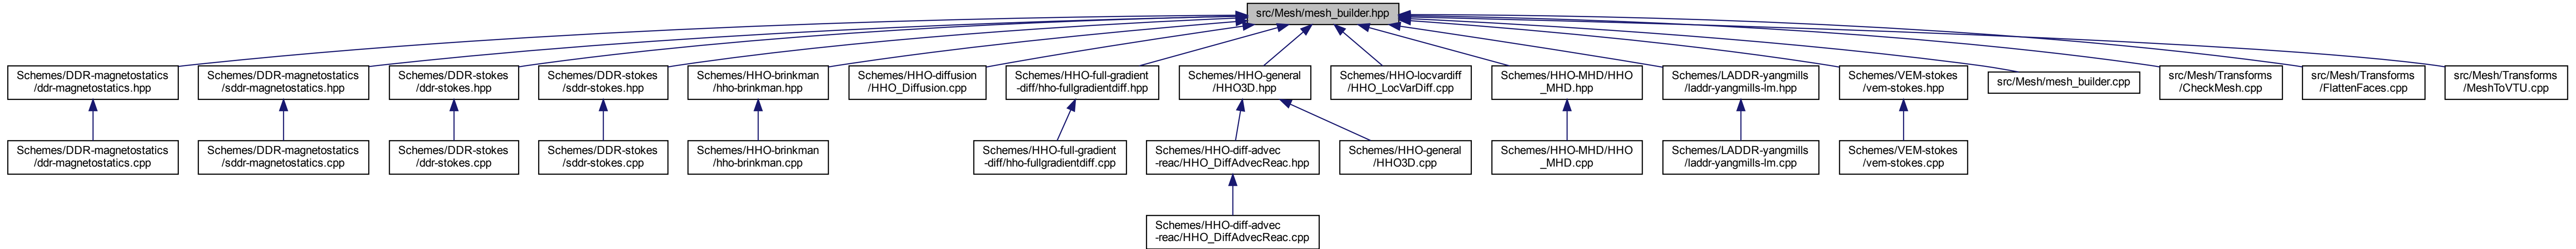 src/Mesh/mesh_builder.hpp
Schemes/DDR-magnetostatics
/ddr-magnetostatics.hpp
Schemes/DDR-magnetostatics
/sddr-magnetostatics.hpp
Schemes/DDR-stokes
/ddr-stokes.hpp
Schemes/DDR-stokes
/sddr-stokes.hpp
Schemes/HHO-brinkman
/hho-brinkman.hpp
Schemes/HHO-diffusion
/HHO_Diffusion.cpp
Schemes/HHO-full-gradient
-diff/hho-fullgradientdiff.hpp
Schemes/HHO-general
/HHO3D.hpp
Schemes/HHO-locvardiff
/HHO_LocVarDiff.cpp
Schemes/HHO-MHD/HHO
_MHD.hpp
Schemes/LADDR-yangmills
/laddr-yangmills-lm.hpp
Schemes/VEM-stokes
/vem-stokes.hpp
src/Mesh/mesh_builder.cpp
src/Mesh/Transforms
/CheckMesh.cpp
src/Mesh/Transforms
/FlattenFaces.cpp
src/Mesh/Transforms
/MeshToVTU.cpp
Schemes/DDR-magnetostatics
/ddr-magnetostatics.cpp
Schemes/DDR-magnetostatics
/sddr-magnetostatics.cpp
Schemes/DDR-stokes
/ddr-stokes.cpp
Schemes/DDR-stokes
/sddr-stokes.cpp
Schemes/HHO-brinkman
/hho-brinkman.cpp
Schemes/HHO-full-gradient
-diff/hho-fullgradientdiff.cpp
Schemes/HHO-diff-advec
-reac/HHO_DiffAdvecReac.hpp
Schemes/HHO-general
/HHO3D.cpp
Schemes/HHO-MHD/HHO
_MHD.cpp
Schemes/LADDR-yangmills
/laddr-yangmills-lm.cpp
Schemes/VEM-stokes
/vem-stokes.cpp
Schemes/HHO-diff-advec
-reac/HHO_DiffAdvecReac.cpp